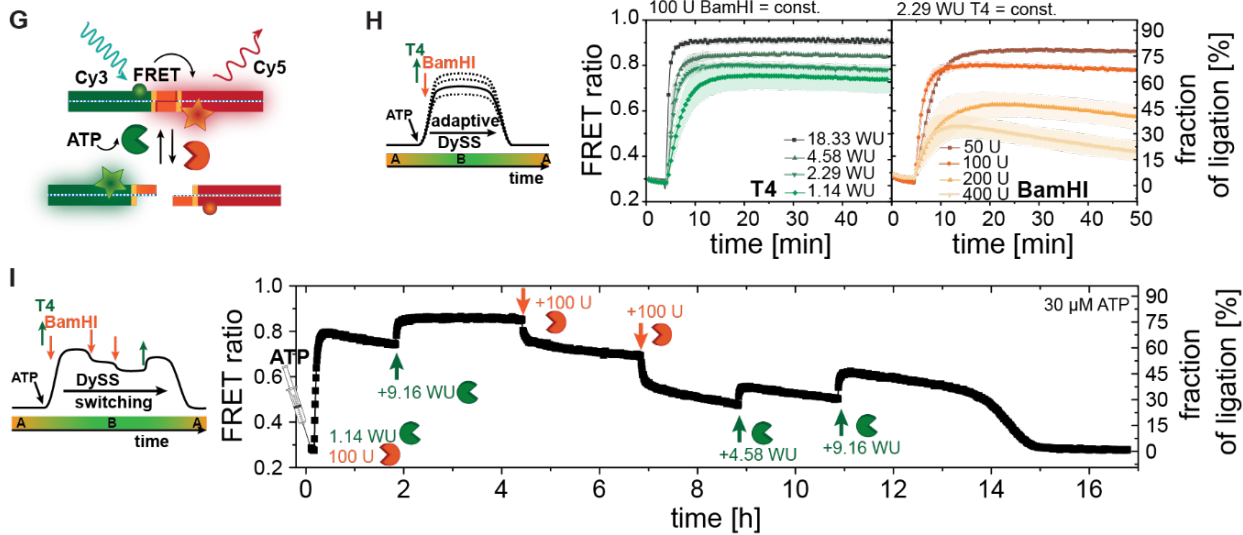 G
Cy3
FRET
Cy5
ATP
H
T4
BamHI
ATP
adaptive
DySS
A
B
A
time
100 U BamHI = const.
2.29 WU T4 = const.
FRET ratio
1.0
0.8
0.6
0.4
0.2
18.33 WU
4.58 WU
2.29 WU
1.14 WU
T4
50 U
100 U
200 U
400 U
BamHI
90
75
60
45
30
15
0
fraction
of ligation [%]
0 10 20 30 40
0 10 20 30 40 50
time [min]
time [min]
I
T4
BamHI
ATP
DySS
switching
A
B
A
time
FRET ratio
1.0
0.8
0.6
0.4
0.2
ATP
1.14 WU
100 U
+9.16 WU
+100 U
+100 U
+4.58 WU
+9.16 WU
30 µM ATP
90
75
60
45
30
15
0
fraction
of ligation [%]
0 2 4 6 8 10 12 14 16
time [h]